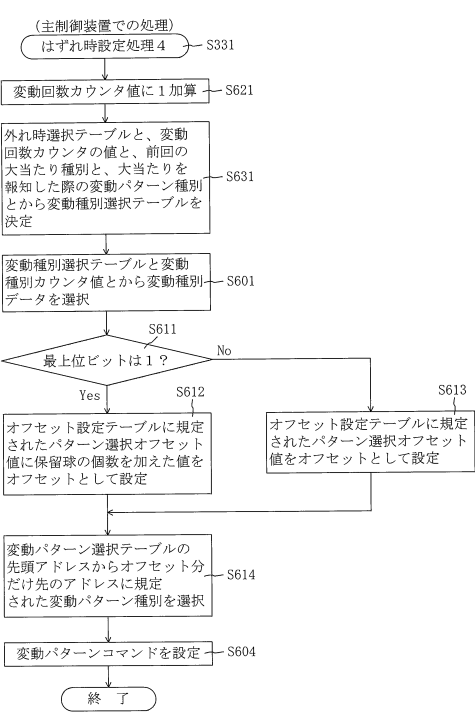 (主制御装置での処理)
はずれ時設定処理4
S331
変動回数カウンタ値に1加算
S621
外れ時選択テーブルと、変動
回数カウンタの値と、前回の
大当たり種別と、大当たりを
報知した際の変動パターン種別
とから変動種別選択テーブルを
決定
S631
変動種別選択テーブルと変動
種別カウンタ値とから変動種別
データを選択
S601
S611
最上位ビットは1?
No
Yes
S612
オフセット設定テーブルに規定
されたパターン選択オフセット
値に保留球の個数を加えた値を
オフセットとして設定
S613
オフセット設定テーブルに規定
されたパターン選択オフセット
値をオフセットとして設定
変動パターン選択テーブルの
先頭アドレスからオフセット分
だけ先のアドレスに規定
された変動パターン種別を選択
S614
変動パターンコマンドを設定
S604
終 了